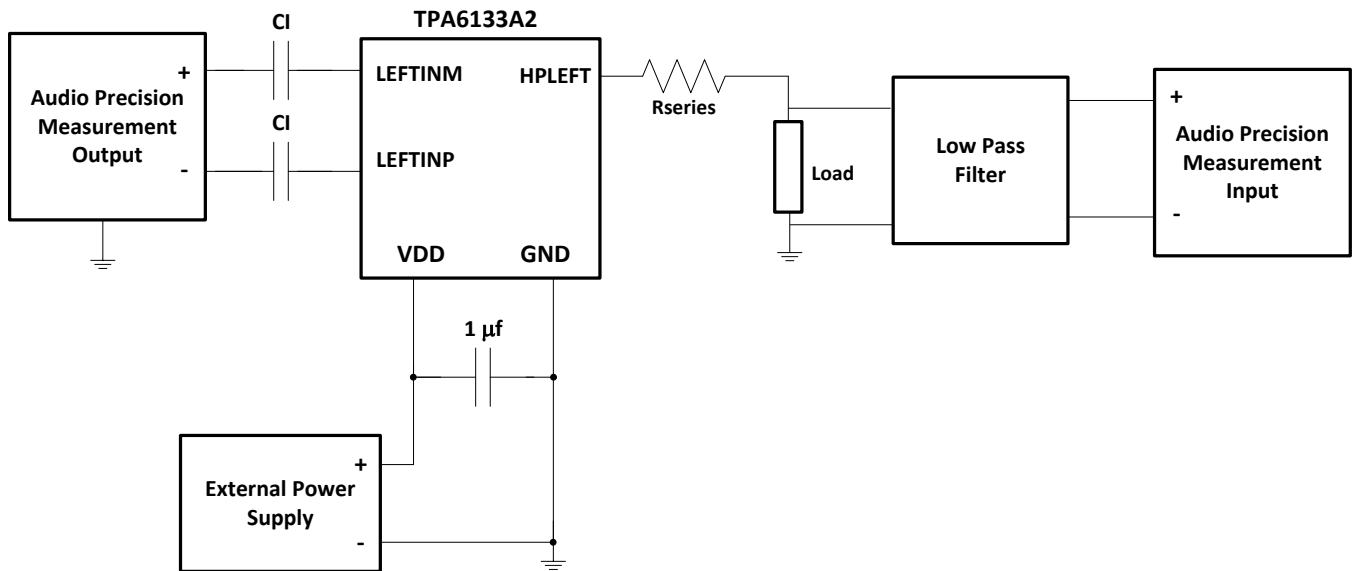 TPA6133A2
CI
+
LEFTINM
HPLEFT
Audio Precision
Measurement
Output
CI
-
LEFTINP
Rseries
Load
Low Pass
Filter
+
Audio Precision
Measurement
Input
-
VDD
GND
1 μf
+
External Power
Supply
-